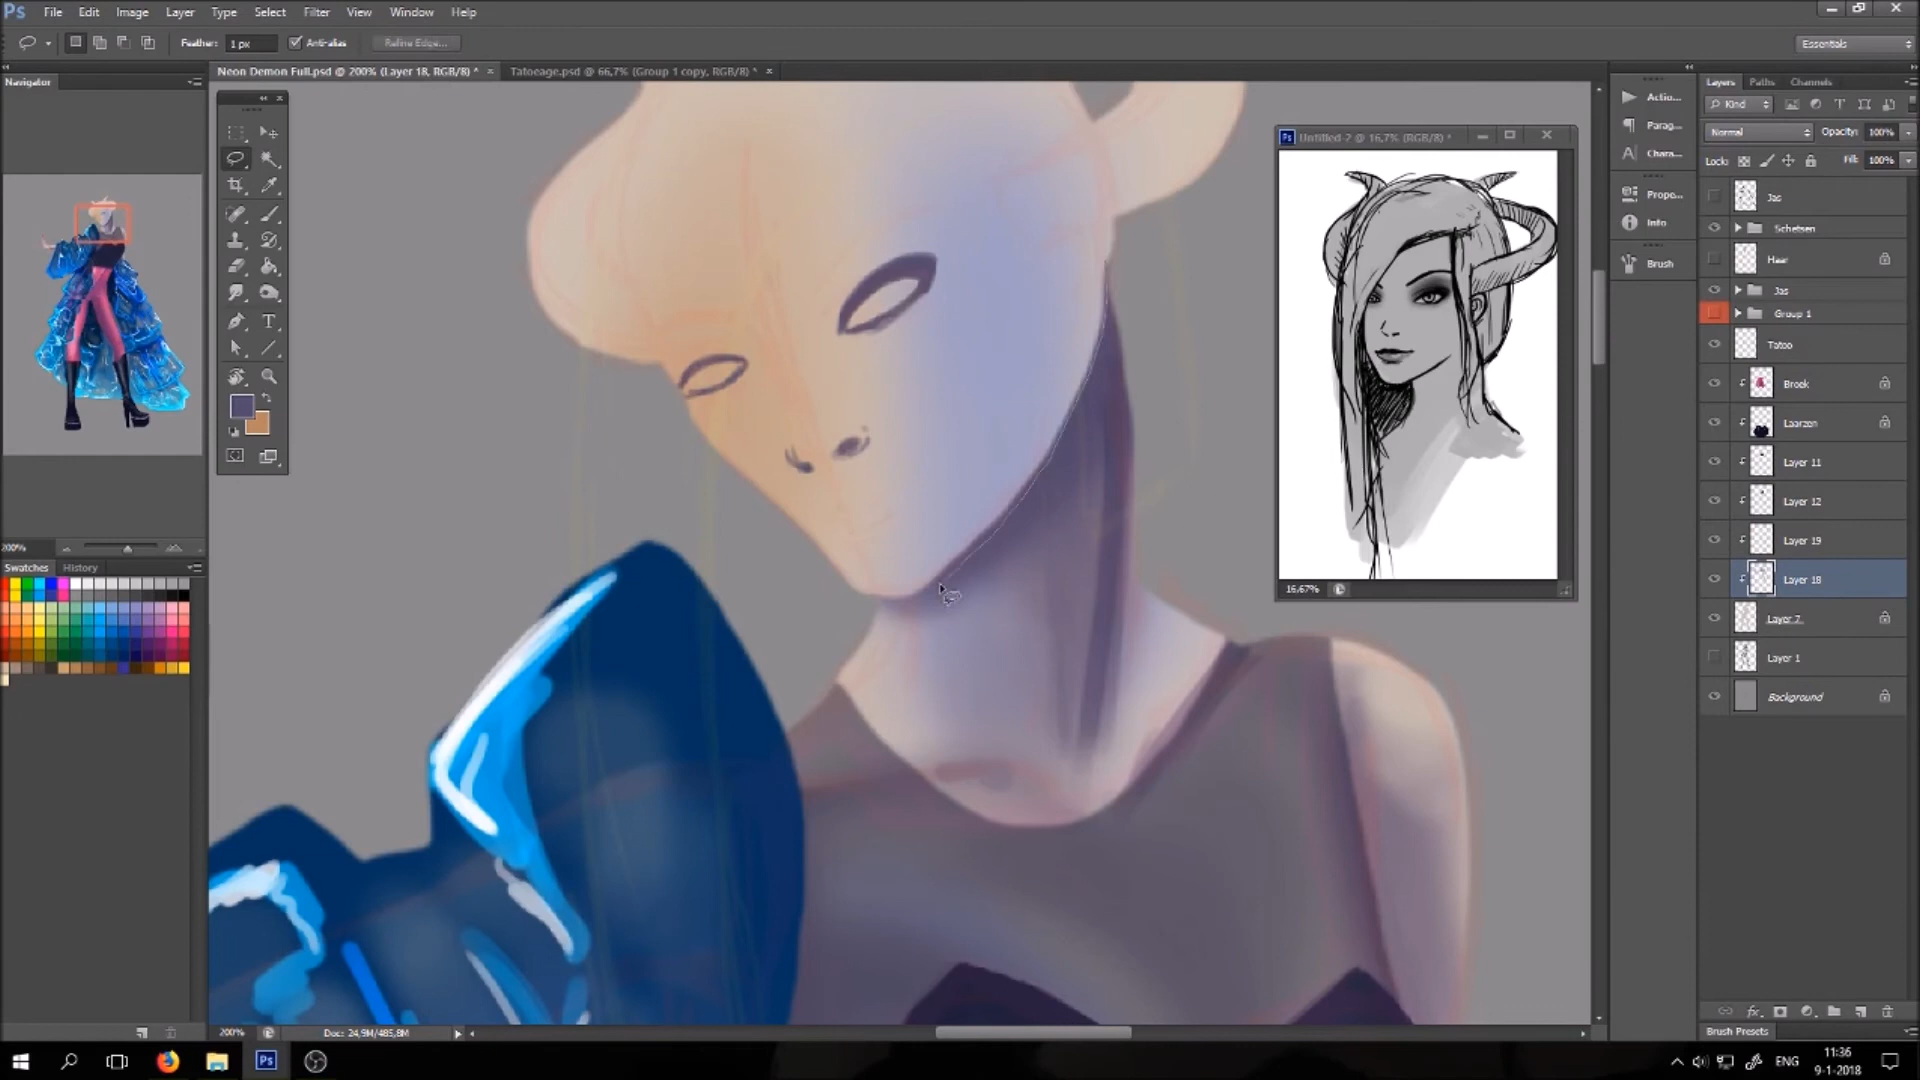 Ps File Edit Image Layer Type Select Filter View Window Help
Feather: 1 px Anti-alias Refine Edge... Essentials
Navigator
Neon Demon Full.psd @ 200% (Layer 18, RGB/8) * × Tatoeage.psd @ 66,7% (Group 1 copy, RGB/8) * ×
Layers Paths Channels
Actio...
Kind
Parag...
Normal Opacity: 100%
Chara...
Lock: Fill: 100%
Prope...
Info
Brush
Untitled-2 @ 16,7% (RGB/8) *
16,67%
Jas
Schetsen
Haar
Jas
Group 1
Tatoo
Broek
Laarzen
Layer 11
Layer 12
Layer 19
Layer 18
Layer 7
Layer 1
Background
200%
Swatches History
200% Doc: 24,9M/485,8M
Brush Presets
Ps
ENG
11:36
9-1-2018